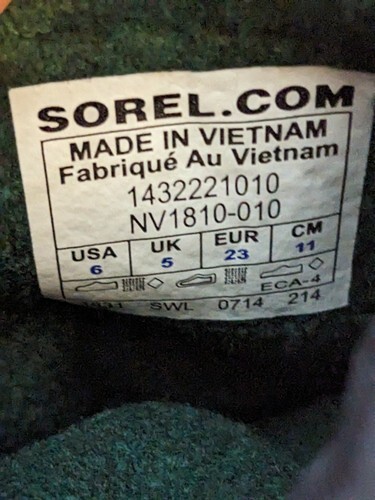 SOREL.COM
MADE IN VIETNAM
Fabriqué Au Vietnam
1432221010
NV1810-010
USA UK EUR CM
6 5 23 11
ECA-4
SWL 0714 214